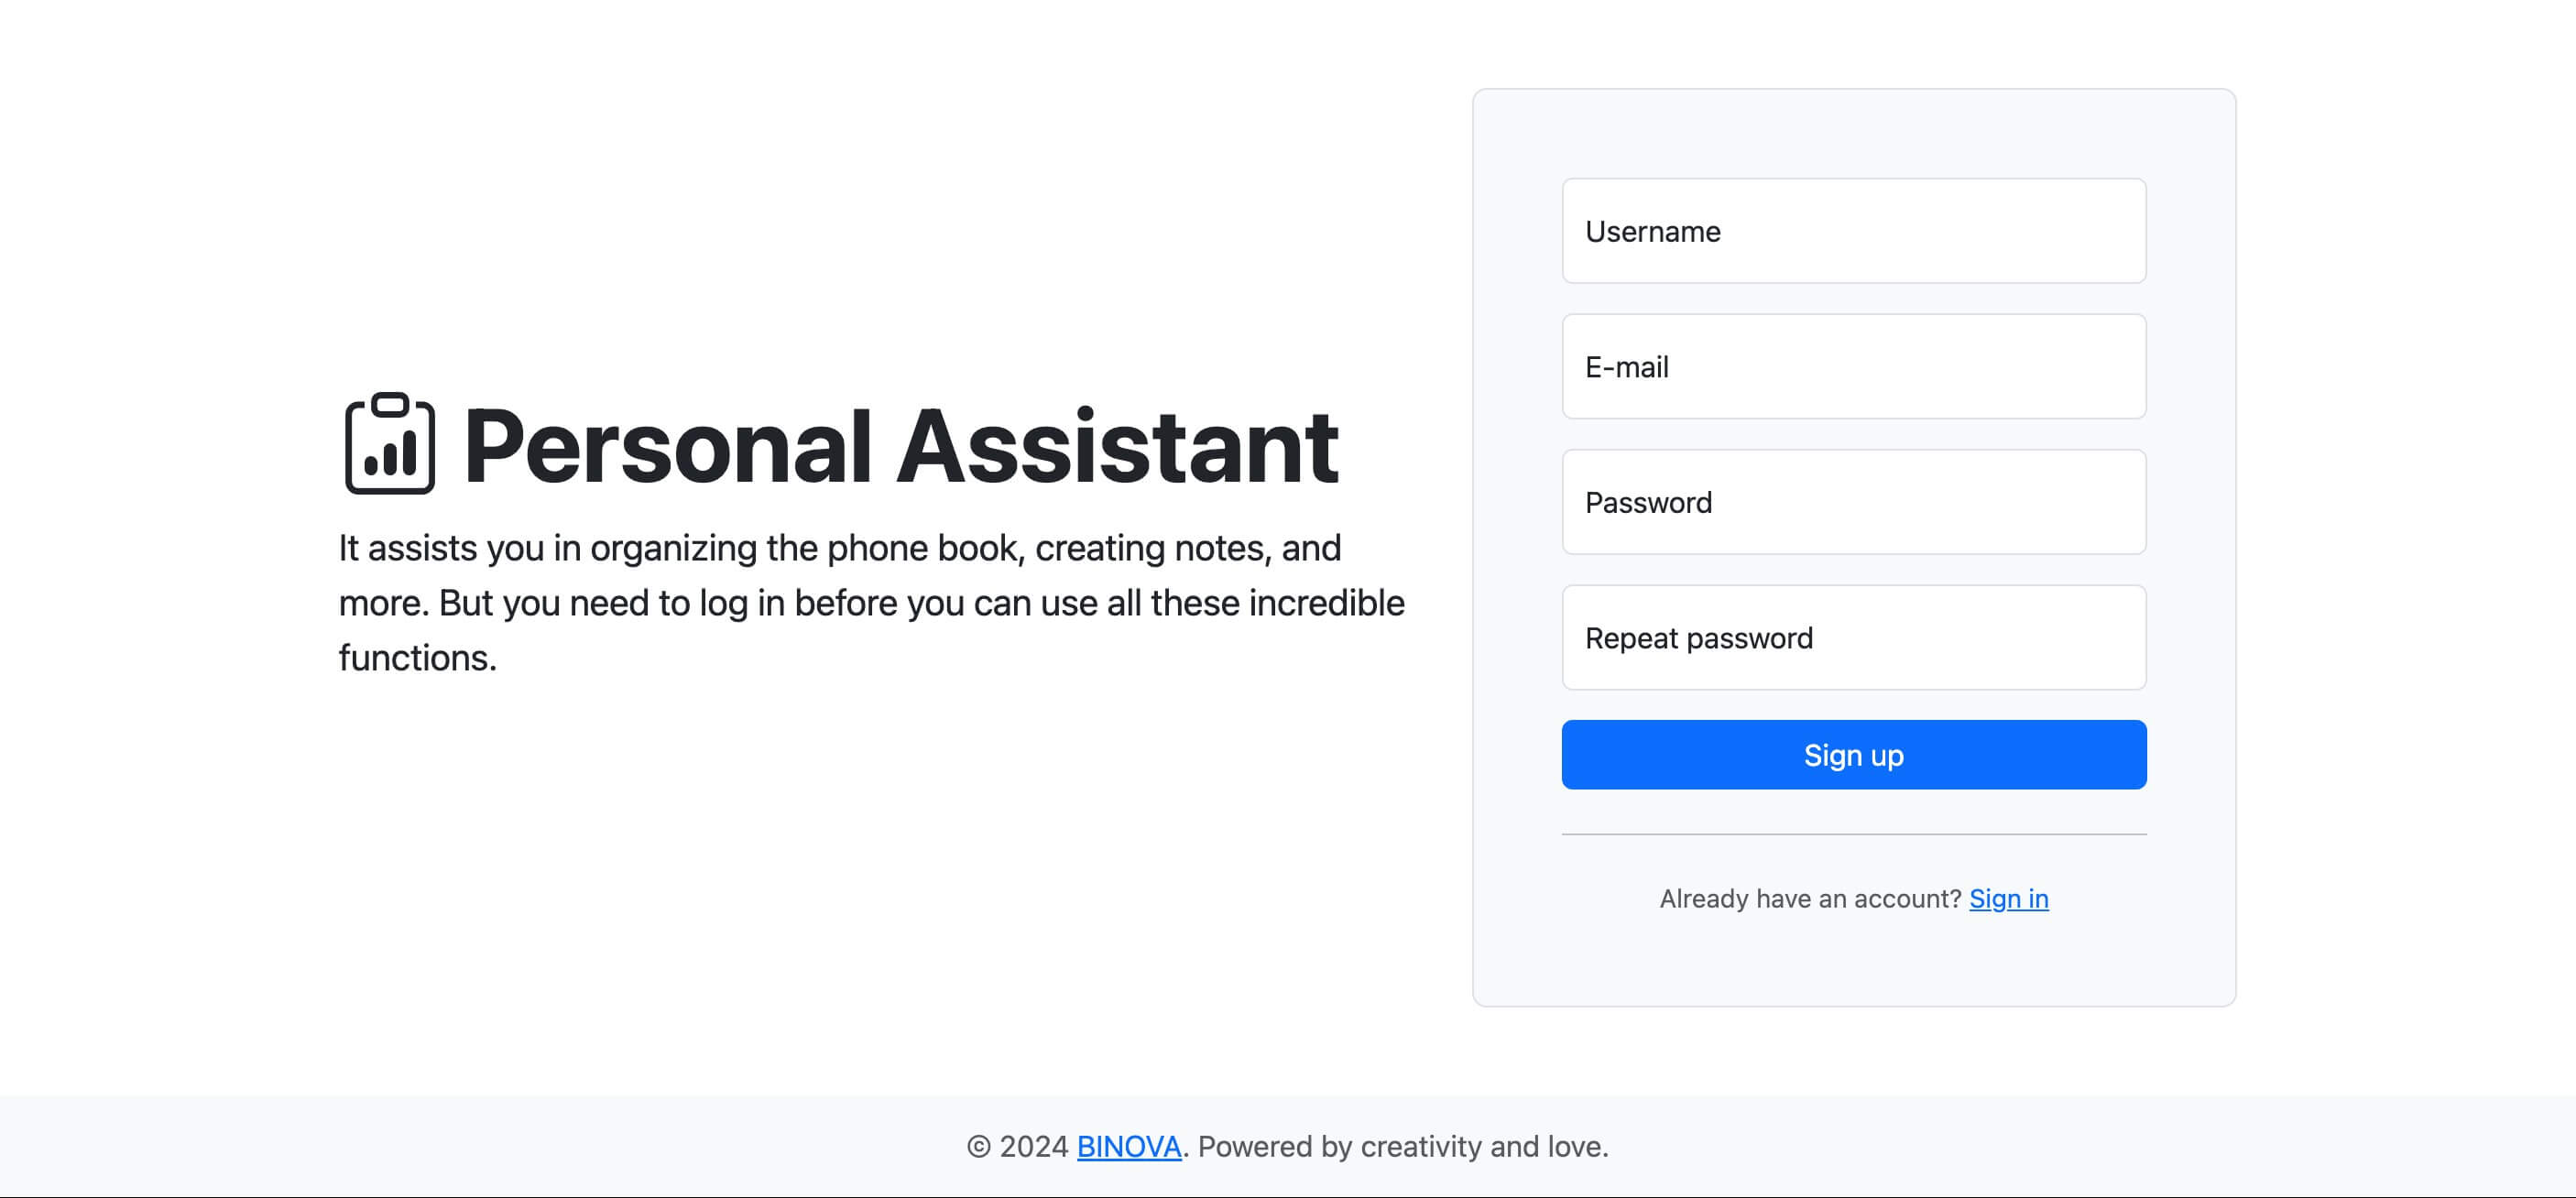 Personal Assistant
It assists you in organizing the phone book, creating notes, and
more. But you need to log in before you can use all these incredible
functions.
Username
E-mail
Password
Repeat password
Sign up
Already have an account? Sign in
© 2024 BINOVA. Powered by creativity and love.